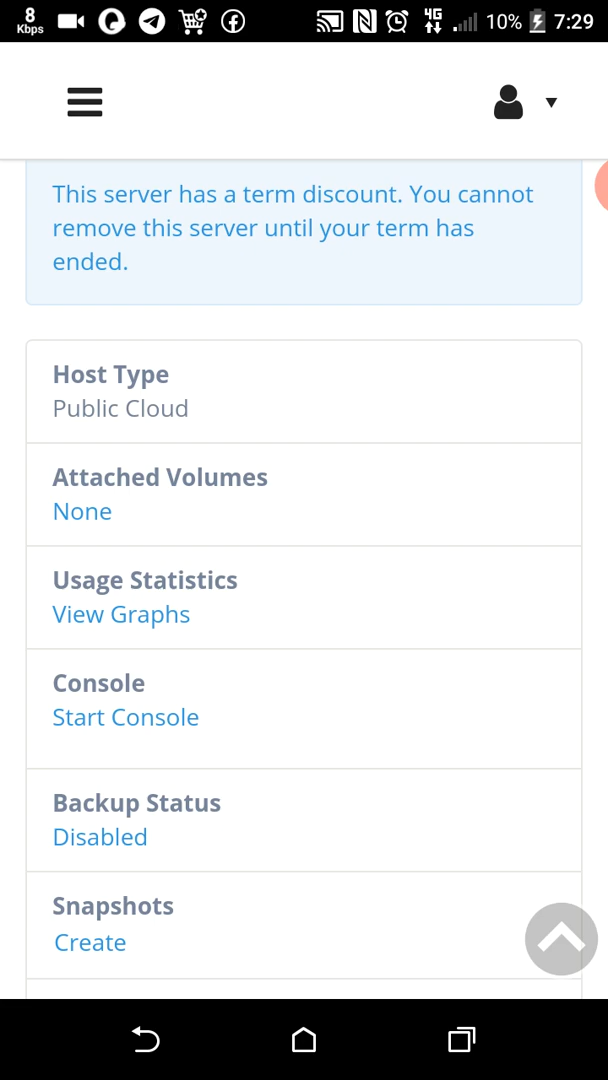 8
Kbps
4G
10%
7:29
This server has a term discount. You cannot
remove this server until your term has
ended.
Host Type
Public Cloud
Attached Volumes
None
Usage Statistics
View Graphs
Console
Start Console
Backup Status
Disabled
Snapshots
Create